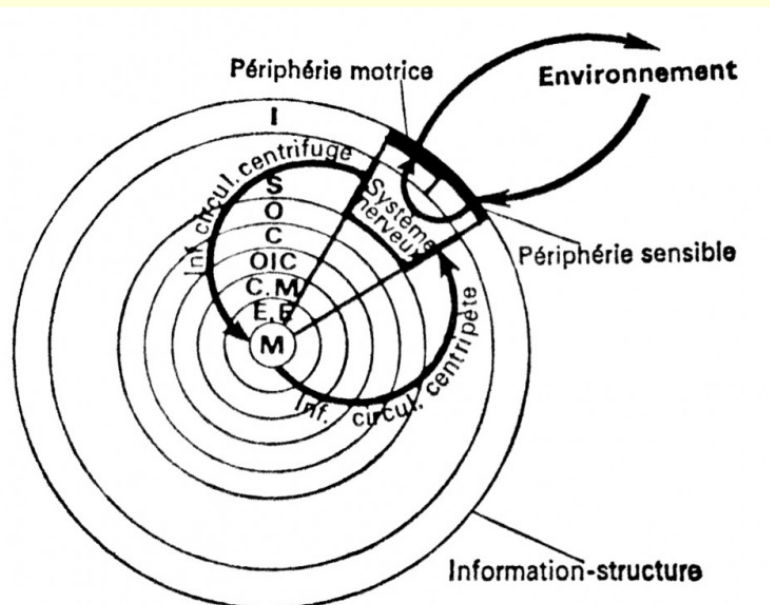 Périphérie motrice
Environnement
I
Inf. circul. centrifuge
S
O
C
OIC
C.M
E.E
M
Système
nerveux
Périphérie sensible
Inf. circul. centripète
Information-structure